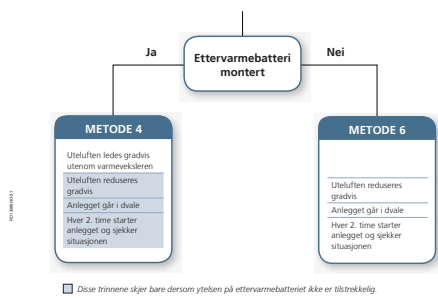 Ja
Ettervarmebatteri
montert
Nei
METODE 4
Uteluften ledes gradvis
utenom varmeveksleren
Uteluften reduseres
gradvis
Anlegget går i dvale
Hver 2. time starter
anlegget og sjekker
situasjonen
METODE 6
Uteluften reduseres
gradvis
Anlegget går i dvale
Hver 2. time starter
anlegget og sjekker
situasjonen
Disse trinnene skjer bare dersom ytelsen på ettervarmebatteriet ikke er tilstrekkelig.